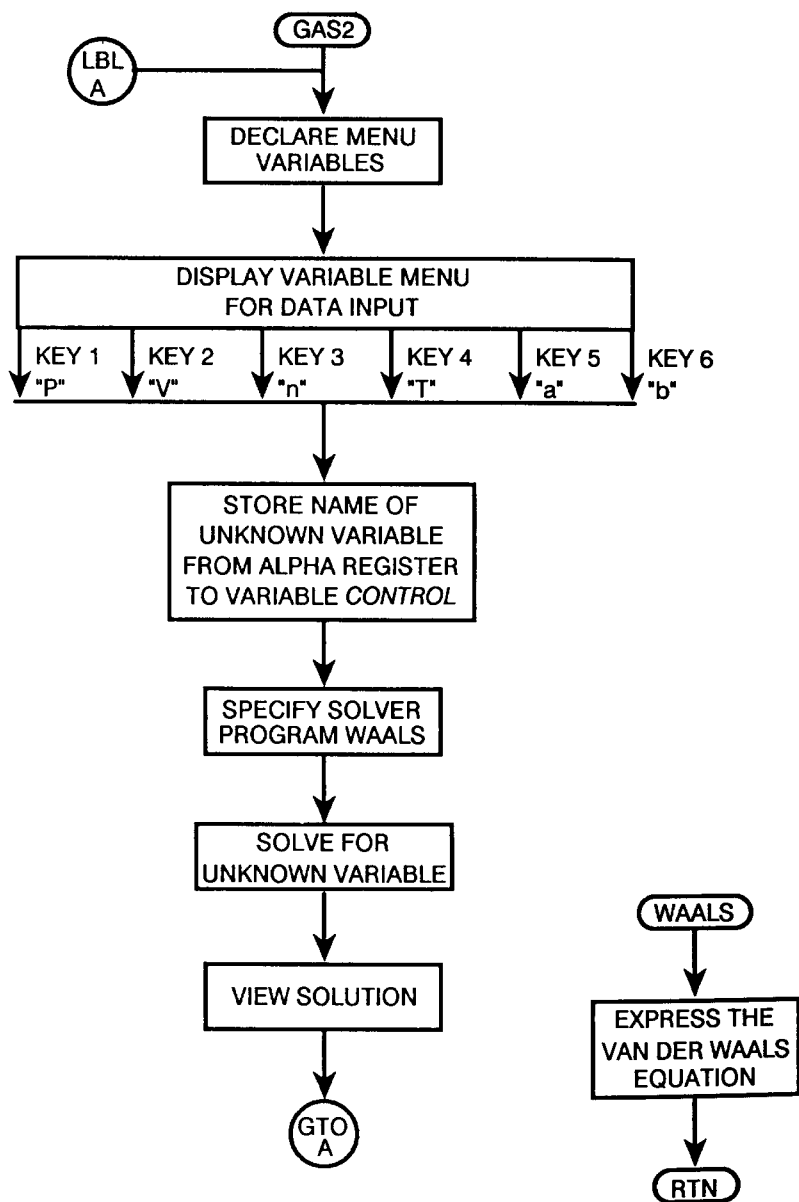 GAS2
LBL
A
DECLARE MENU
VARIABLES
DISPLAY VARIABLE MENU
FOR DATA INPUT
KEY 1
"P"
KEY 2
"V"
KEY 3
"n"
KEY 4
"T"
KEY 5
"a"
KEY 6
"b"
STORE NAME OF
UNKNOWN VARIABLE
FROM ALPHA REGISTER
TO VARIABLE CONTROL
SPECIFY SOLVER
PROGRAM WAALS
SOLVE FOR
UNKNOWN VARIABLE
VIEW SOLUTION
GTO
A
WAALS
EXPRESS THE
VAN DER WAALS
EQUATION
RTN